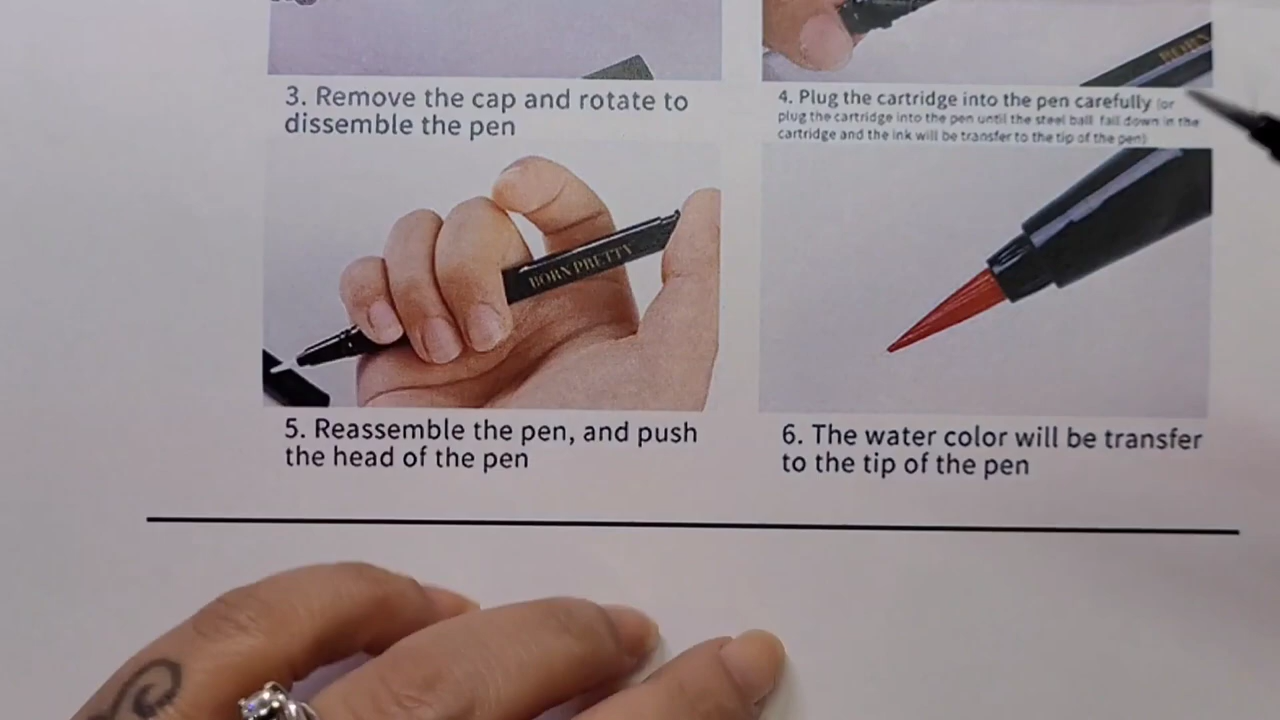 BORN
3. Remove the cap and rotate to
dissemble the pen
4. Plug the cartridge into the pen carefully (or
plug the cartridge into the pen until the steel ball fall down in the
cartridge and the ink will be transfer to the tip of the pen)
BORN PRETTY
5. Reassemble the pen, and push
the head of the pen
6. The water color will be transfer
to the tip of the pen